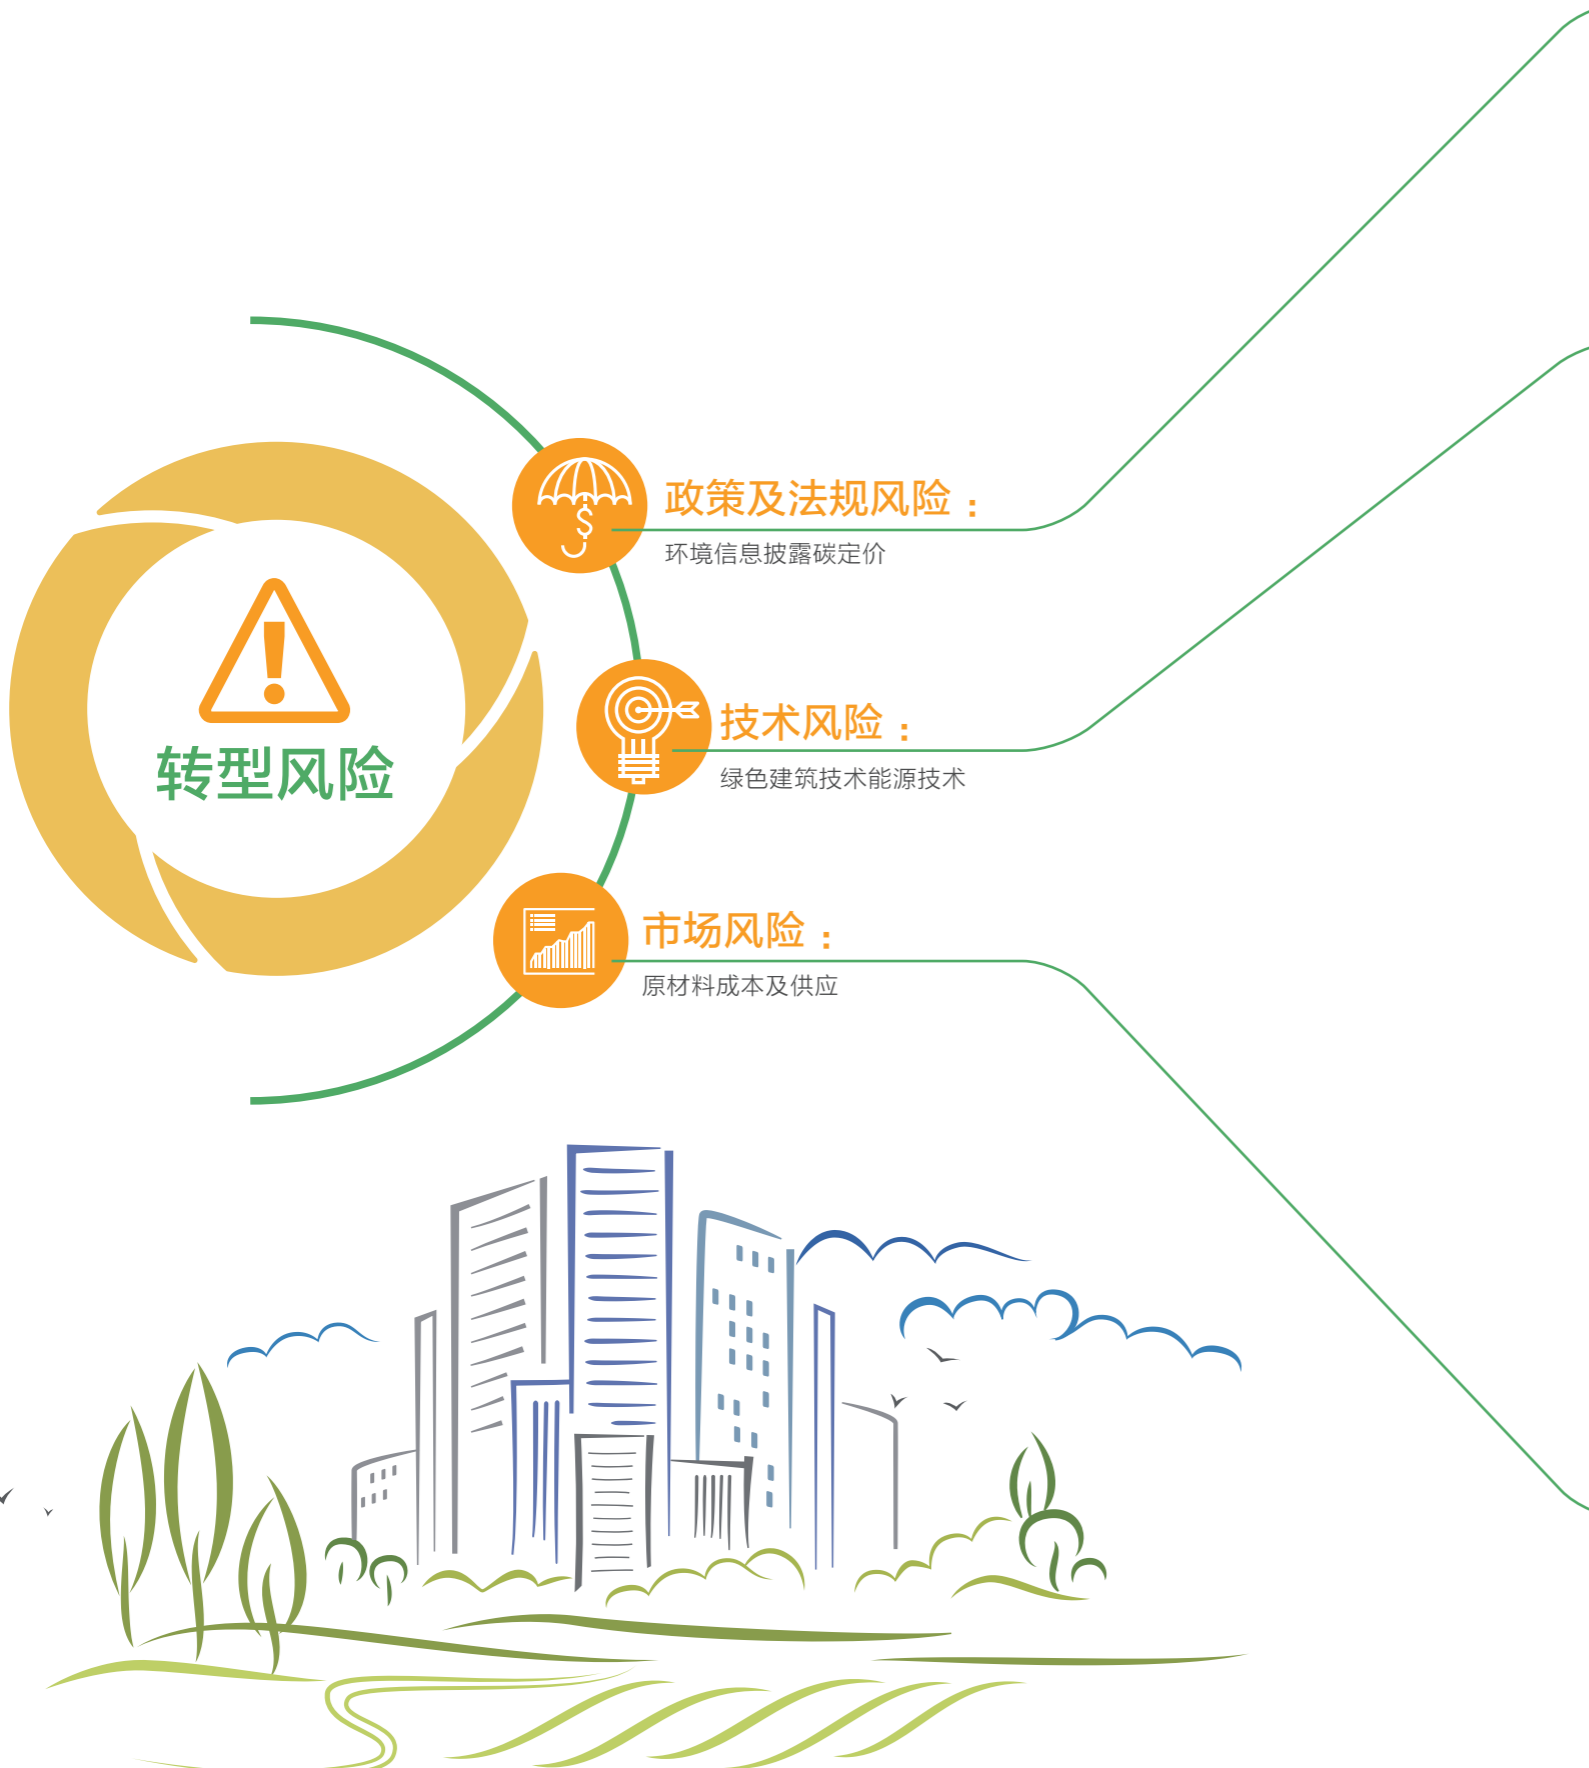 转型风险
政策及法规风险：
环境信息披露碳定价
技术风险：
绿色建筑技术能源技术
市场风险：
原材料成本及供应